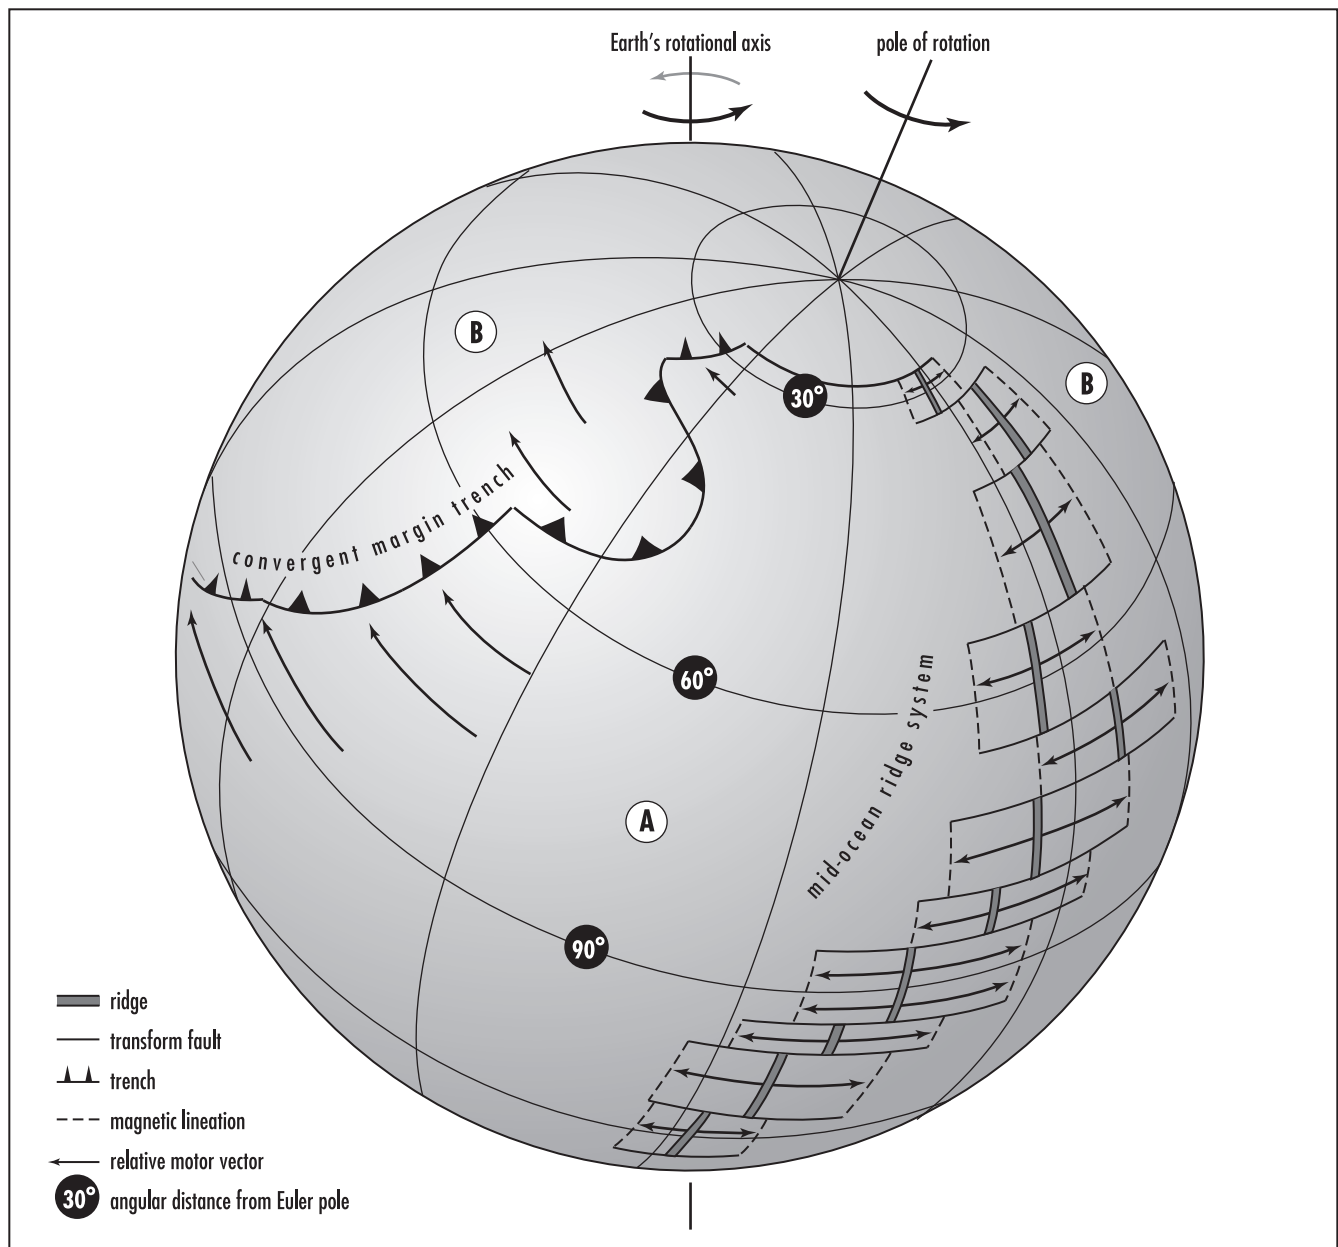 Earth's rotational axis
pole of rotation
B
B
30°
convergent margin trench
60°
mid-ocean ridge system
A
90°
ridge
transform fault
trench
magnetic lineation
relative motor vector
30° angular distance from Euler pole